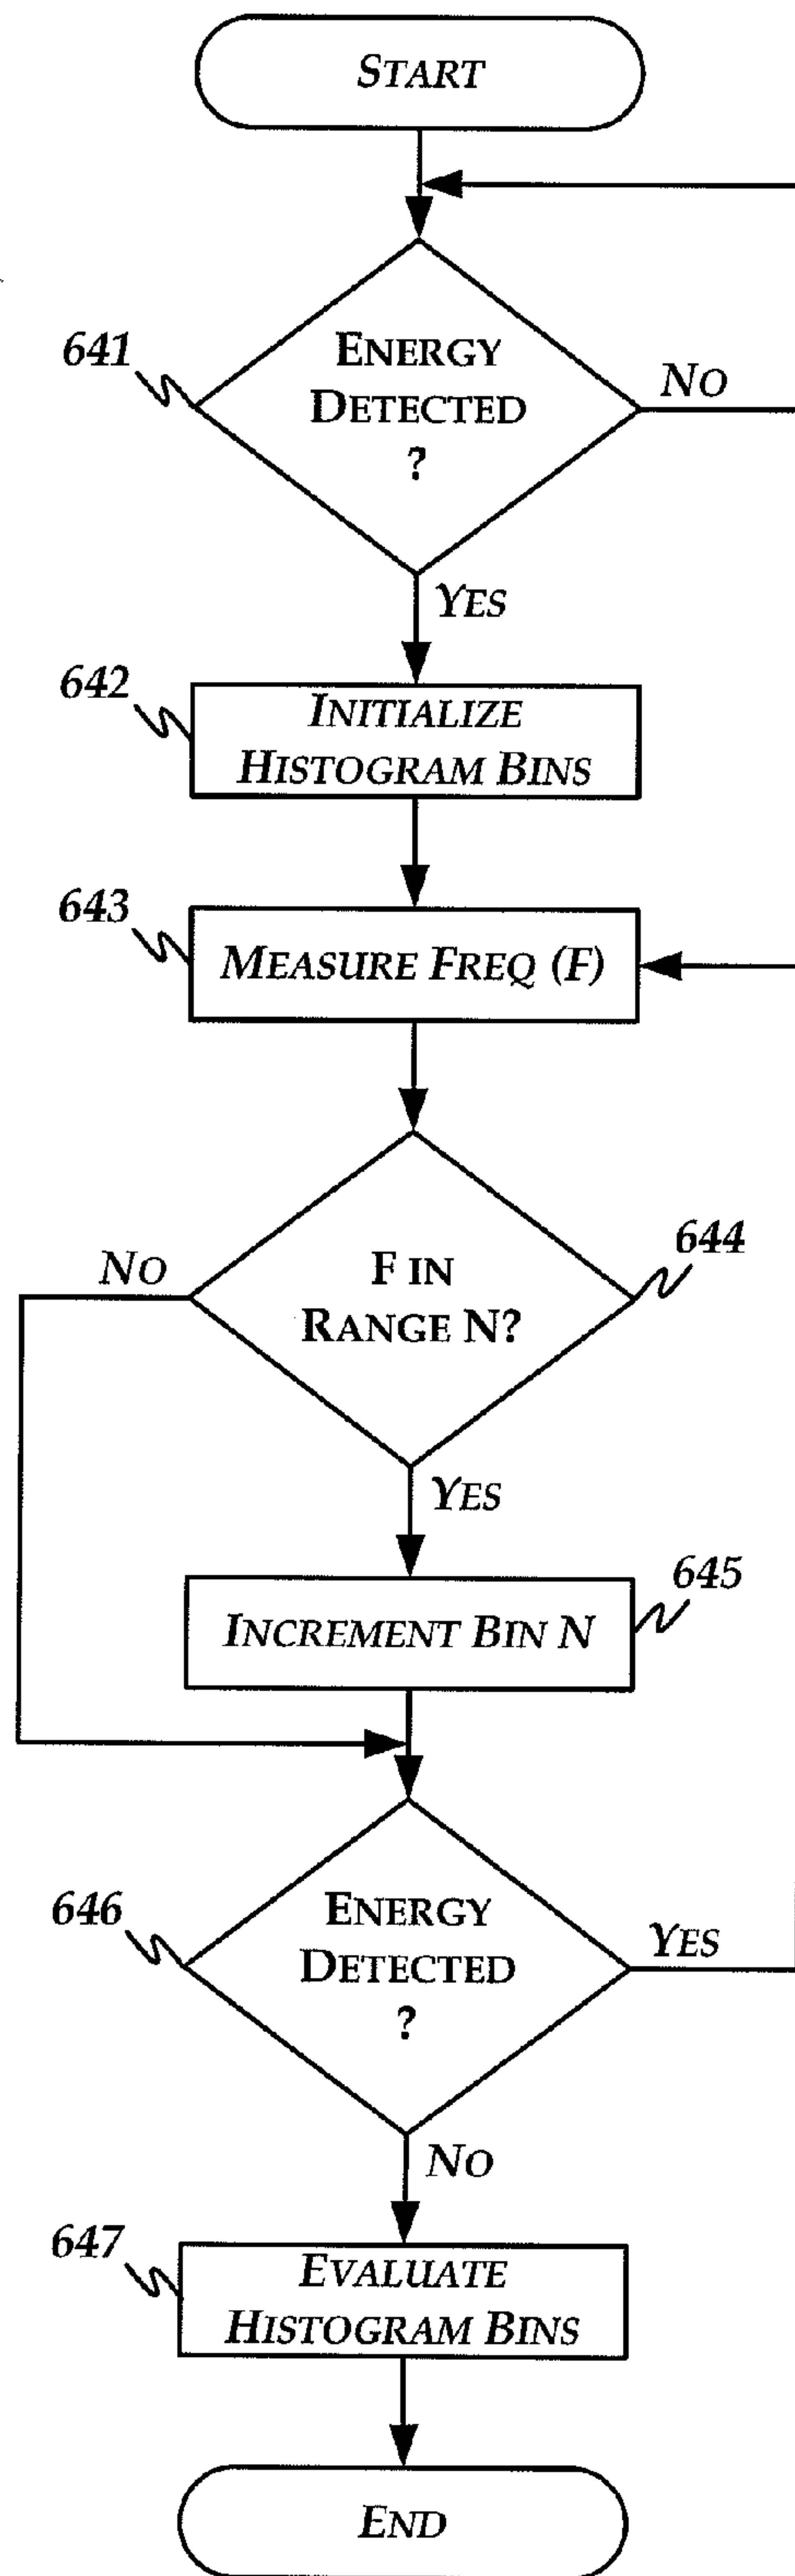 START
641
ENERGY
DETECTED
?
NO
YES
642
INITIALIZE
HISTOGRAM BINS
643
MEASURE FREQ (F)
644
NO
F IN
RANGE N?
YES
645
INCREMENT BIN N
646
ENERGY
DETECTED
?
YES
NO
647
EVALUATE
HISTOGRAM BINS
END